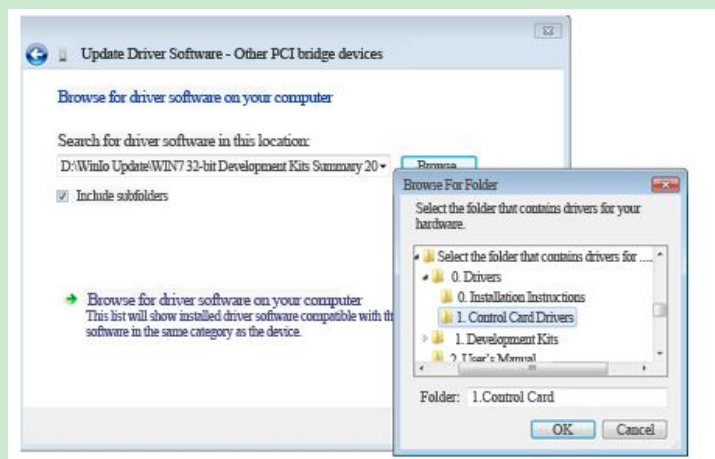 Update Driver Software - Other PCI bridge devices
Browse for driver software on your computer
Search for driver software in this location:
D:\WinIo Update\WIN7 32-bit Development Kits Summary 20
Browse
Include subfolders
Browse for driver software on your computer
This list will show installed driver software compatible with th
software in the same category as the device.
Browse For Folder
Select the folder that contains drivers for your
hardware.
Select the folder that contains drivers for ....
0. Drivers
0. Installation Instructions
1. Control Card Drivers
1. Development Kits
2. User's Manual
Folder: 1.Control Card
OK Cancel